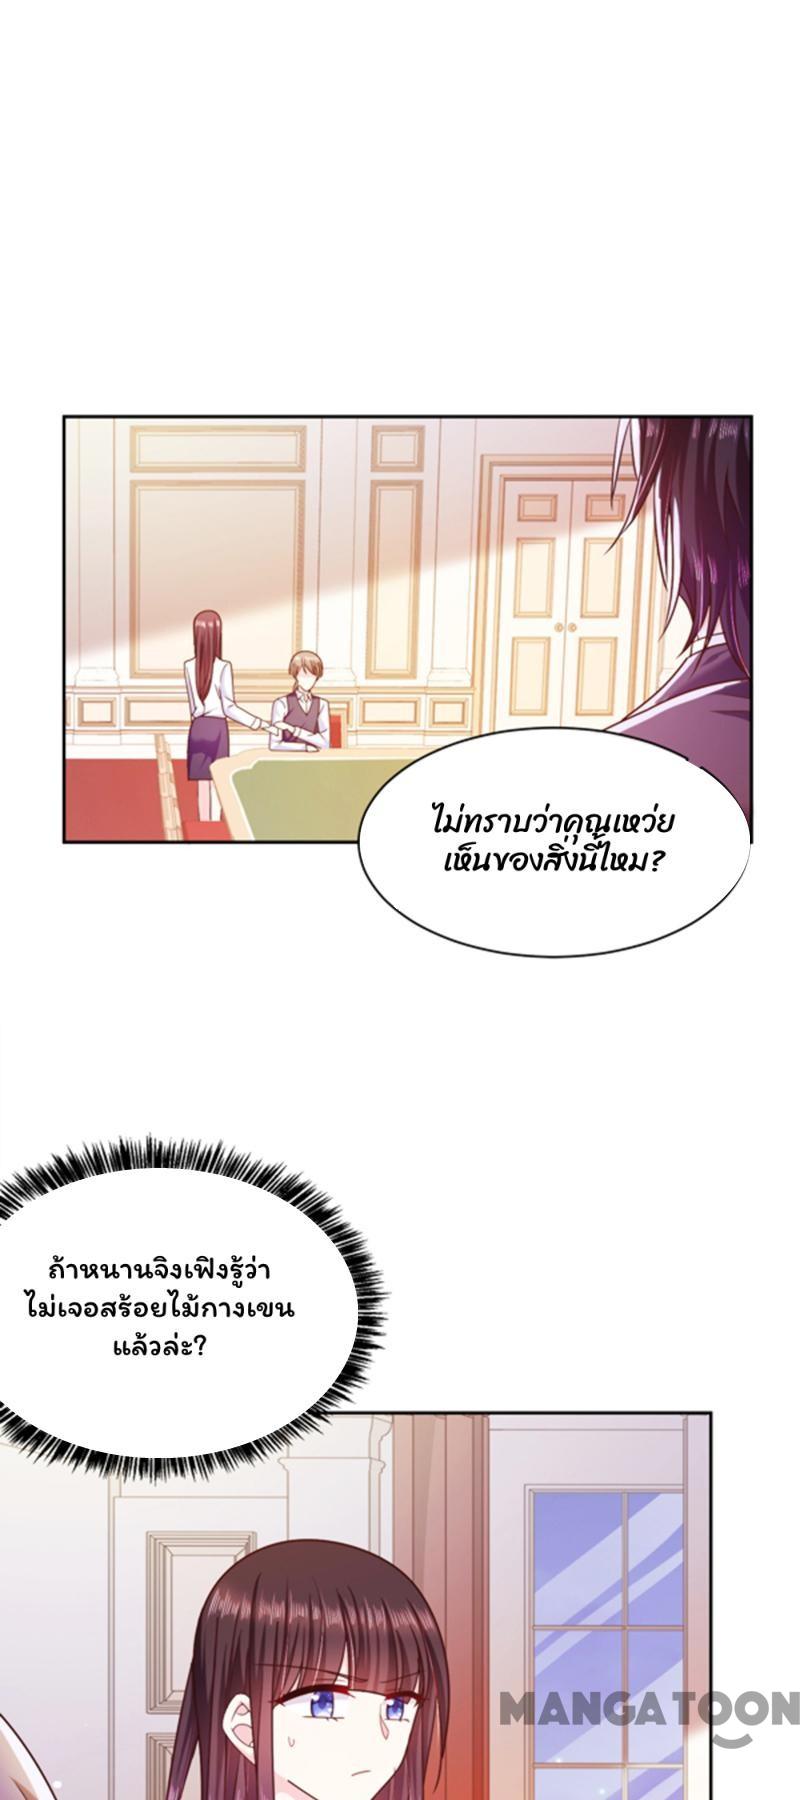 ไม่ทราบว่าคุณเหว่ย
เห็นของสิ่งนี้ไหม?
ถ้าหนานจิงเฟิงรู้ว่า
ไม่เจอสร้อยไม้กางเขน
แล้วล่ะ?
MANGATOON